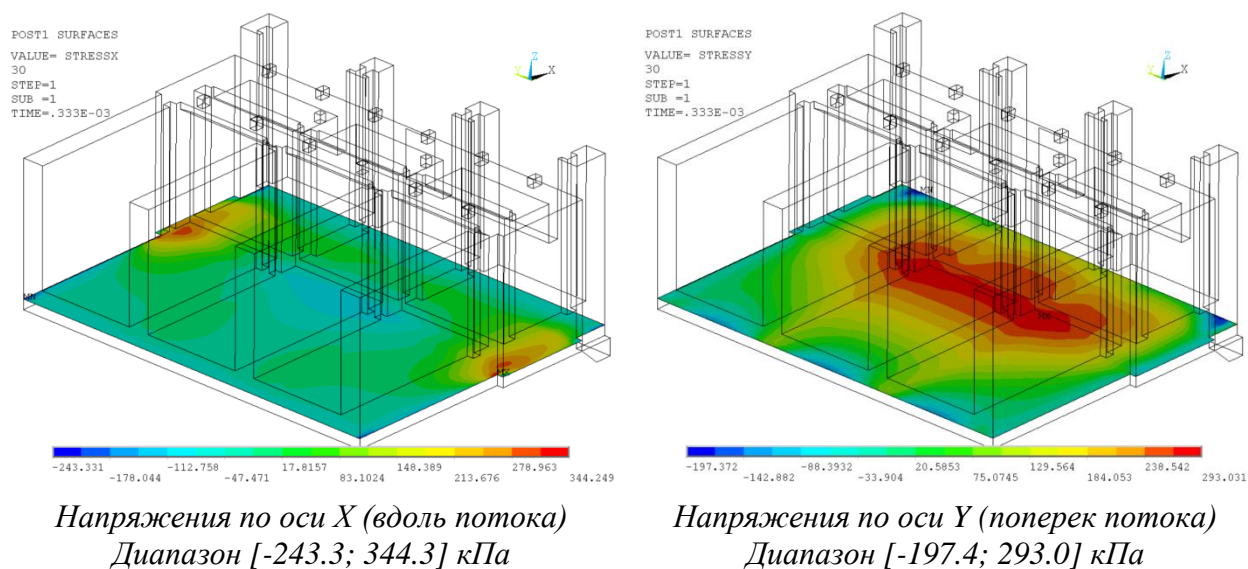 POST1 SURFACES
VALUE= STRESSX
30
STEP=1
SUB =1
TIME=.333E-03
Z
Y
X
MN
MX
-243.331
-178.044
-112.758
-47.471
17.8157
83.1024
148.389
213.676
278.963
344.249
Напряжения по оси X (вдоль потока)
Диапазон [-243.3; 344.3] кПа
POST1 SURFACES
VALUE= STRESSY
30
STEP=1
SUB =1
TIME=.333E-03
Z
Y
X
MN
MX
-197.372
-142.882
-88.3932
-33.904
20.5853
75.0745
129.564
184.053
238.542
293.031
Напряжения по оси Y (поперек потока)
Диапазон [-197.4; 293.0] кПа